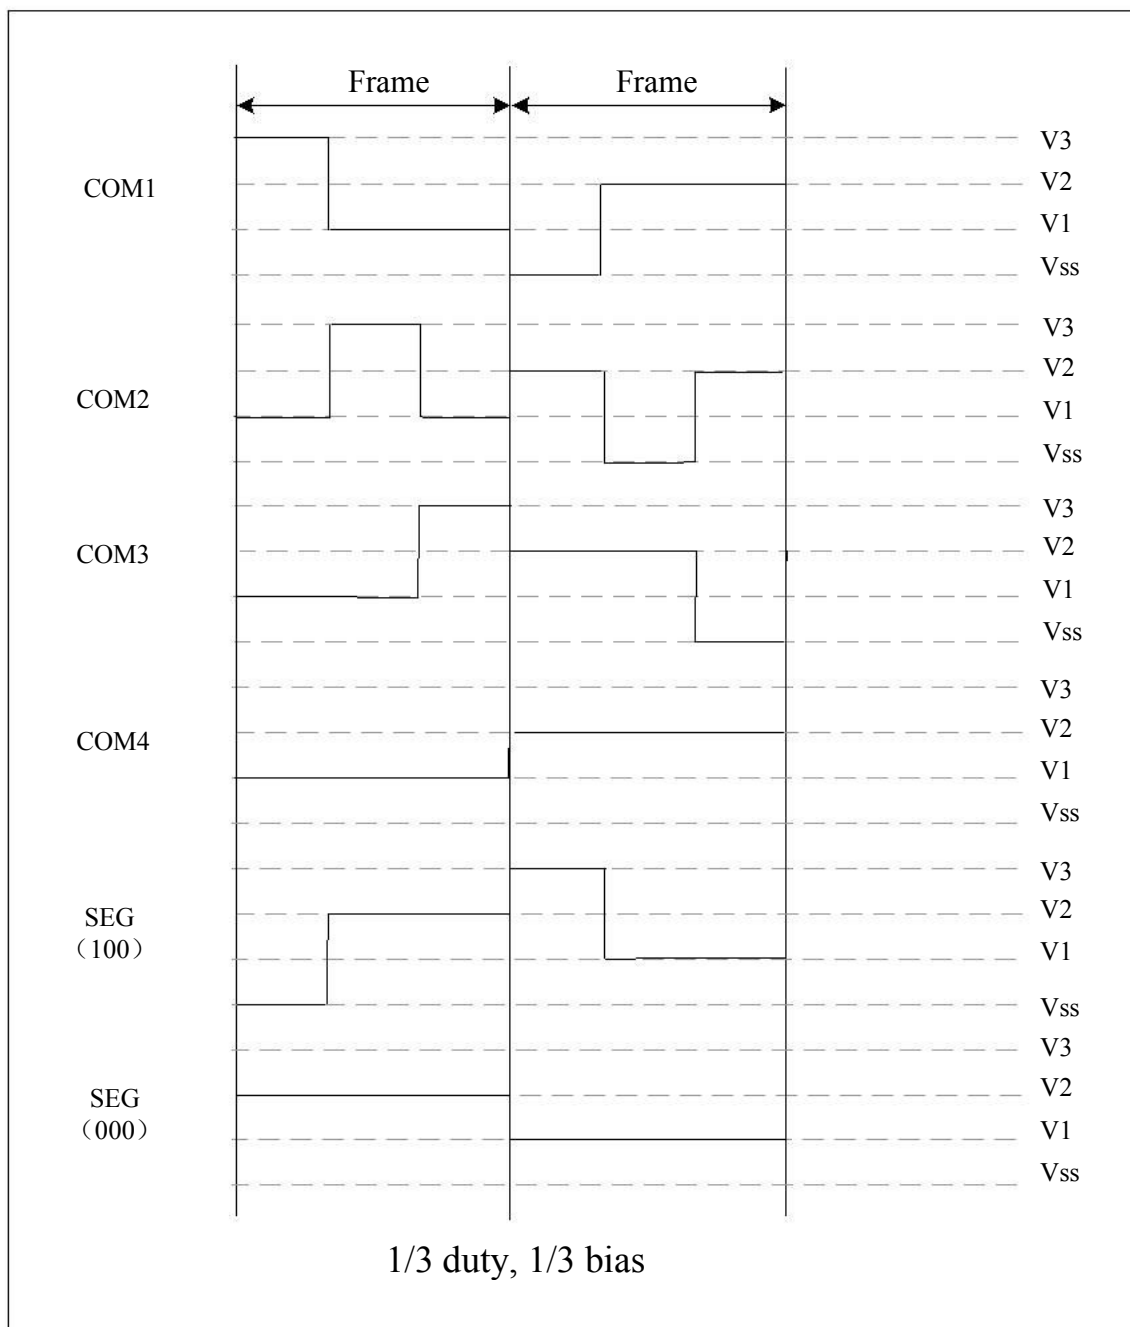 Frame Frame
V3
COM1 V2
V1
Vss
V3
V2
COM2 V1
Vss
V3
COM3 V2
V1
Vss
V3
COM4 V2
V1
Vss
V3
SEG V2
（100） V1
Vss
V3
SEG V2
（000） V1
Vss
1/3 duty, 1/3 bias